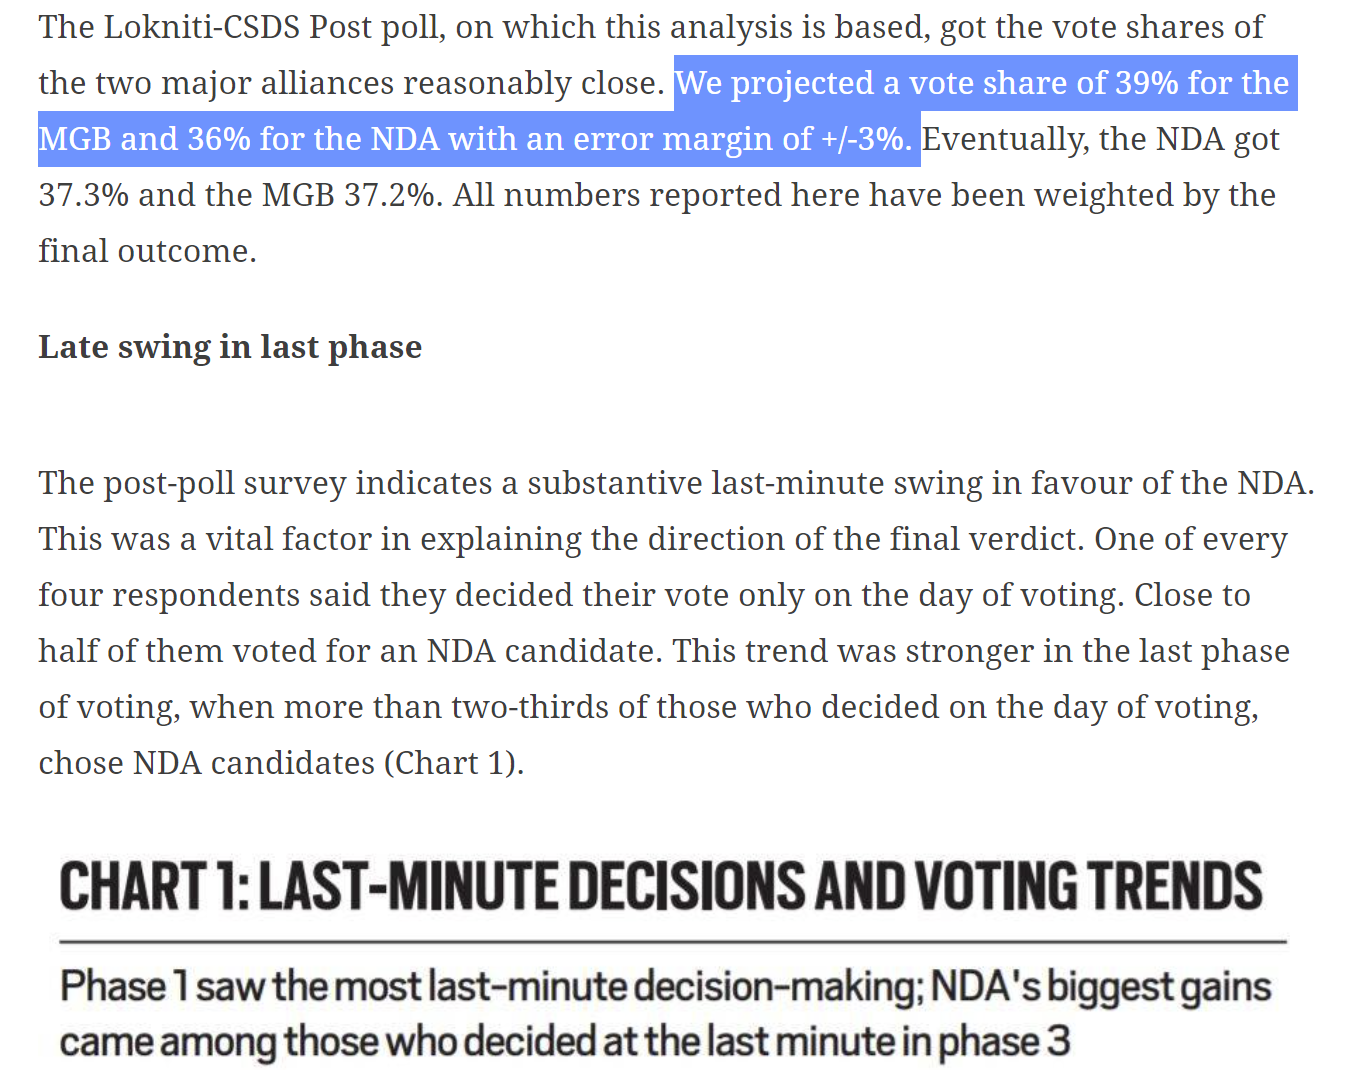 The Lokniti-CSDS Post poll, on which this analysis is based, got the vote shares of
the two major alliances reasonably close. We projected a vote share of 39% for the
MGB and 36% for the NDA with an error margin of +/-3%. Eventually, the NDA got
37.3% and the MGB 37.2%. All numbers reported here have been weighted by the
final outcome.
Late swing in last phase
The post-poll survey indicates a substantive last-minute swing in favour of the NDA.
This was a vital factor in explaining the direction of the final verdict. One of every
four respondents said they decided their vote only on the day of voting. Close to
half of them voted for an NDA candidate. This trend was stronger in the last phase
of voting, when more than two-thirds of those who decided on the day of voting,
chose NDA candidates (Chart 1).
CHART 1: LAST-MINUTE DECISIONS AND VOTING TRENDS
Phase 1 saw the most last-minute decision-making; NDA's biggest gains
came among those who decided at the last minute in phase 3